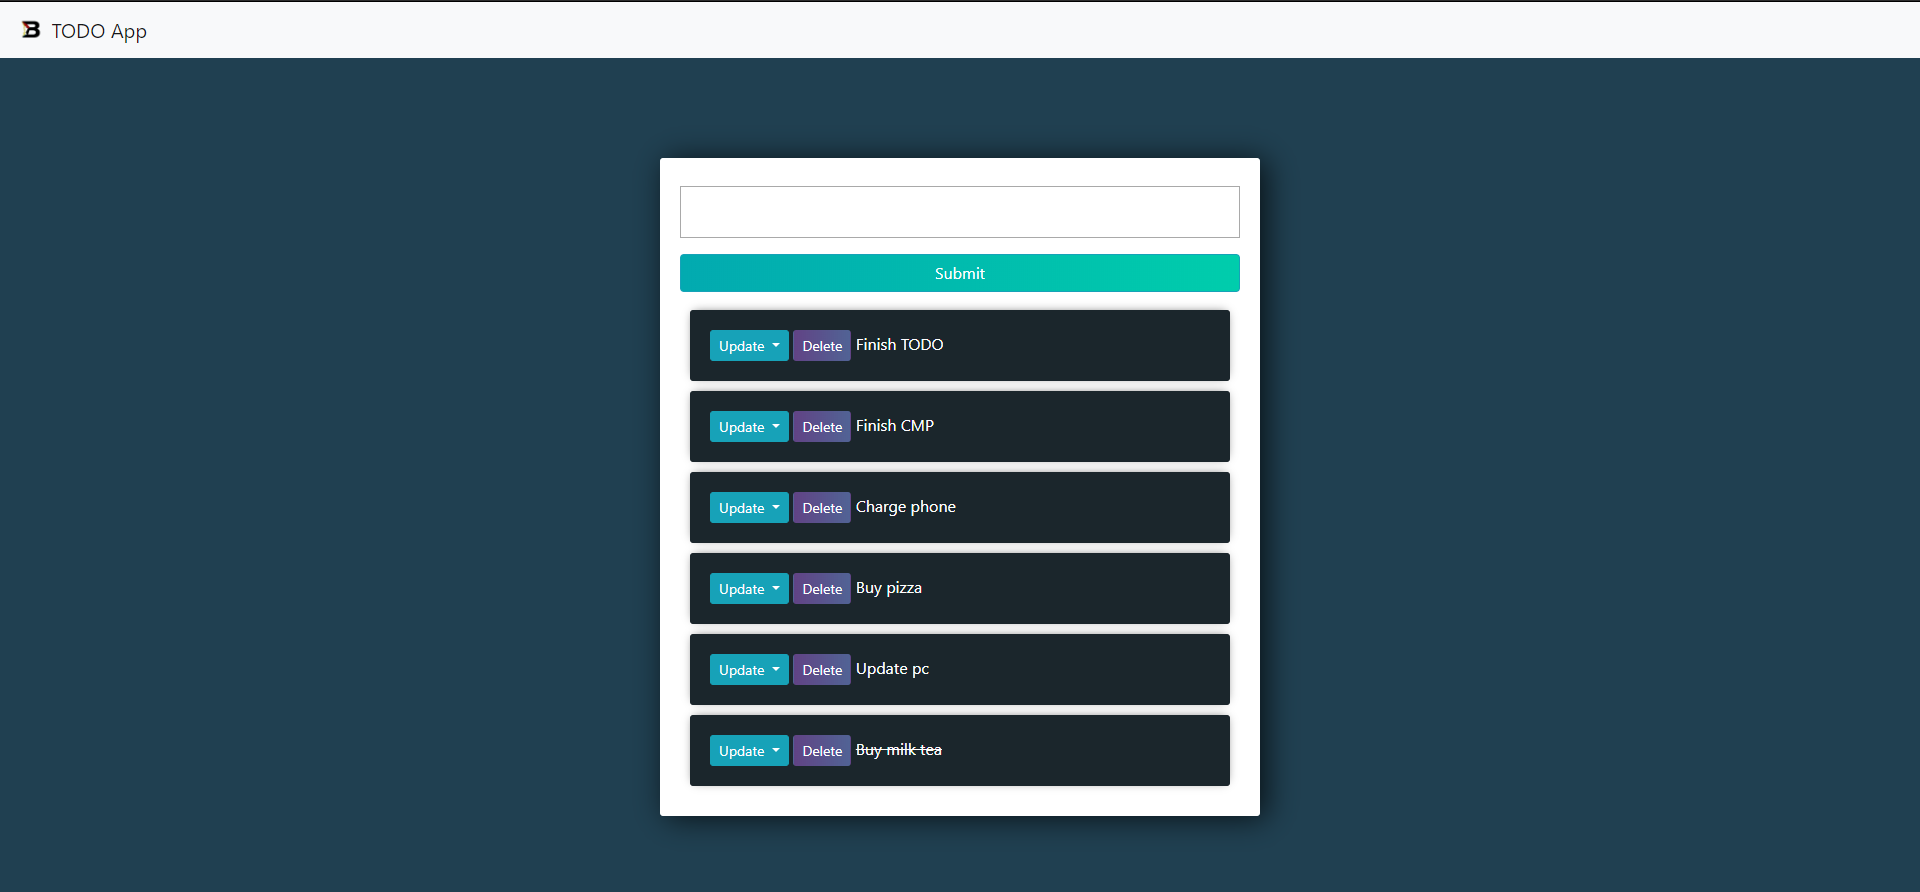 B TODO App
Submit
Update Delete Finish TODO
Update Delete Finish CMP
Update Delete Charge phone
Update Delete Buy pizza
Update Delete Update pc
Update Delete Buy milk tea